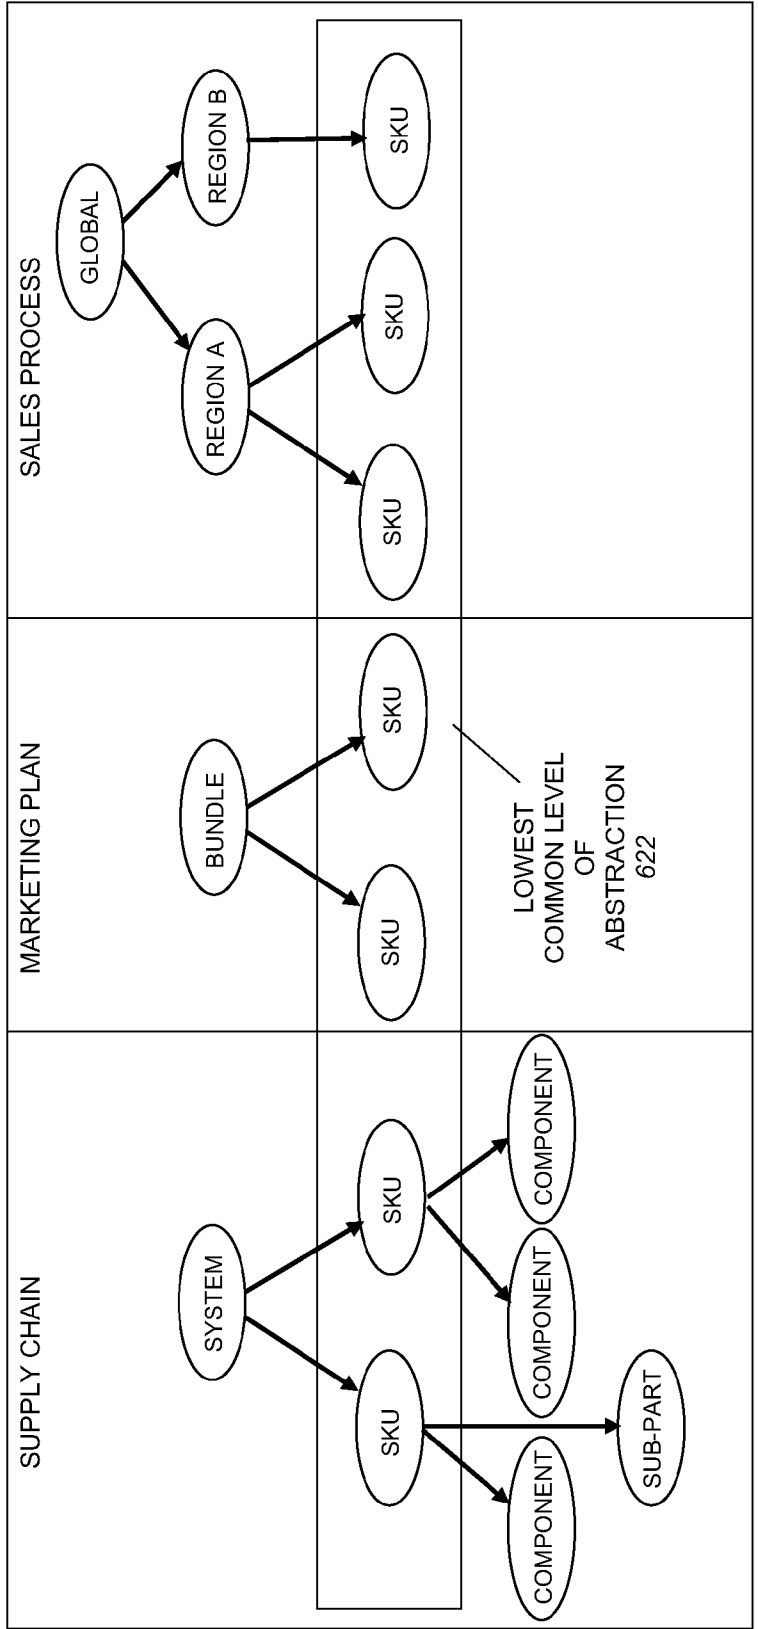 SUPPLY CHAIN
MARKETING PLAN
SALES PROCESS
GLOBAL
SYSTEM
BUNDLE
REGION A
REGION B
SKU
SKU
SKU
SKU
SKU
SKU
SKU
COMPONENT
COMPONENT
COMPONENT
SUB-PART
LOWEST
COMMON LEVEL
OF
ABSTRACTION
622